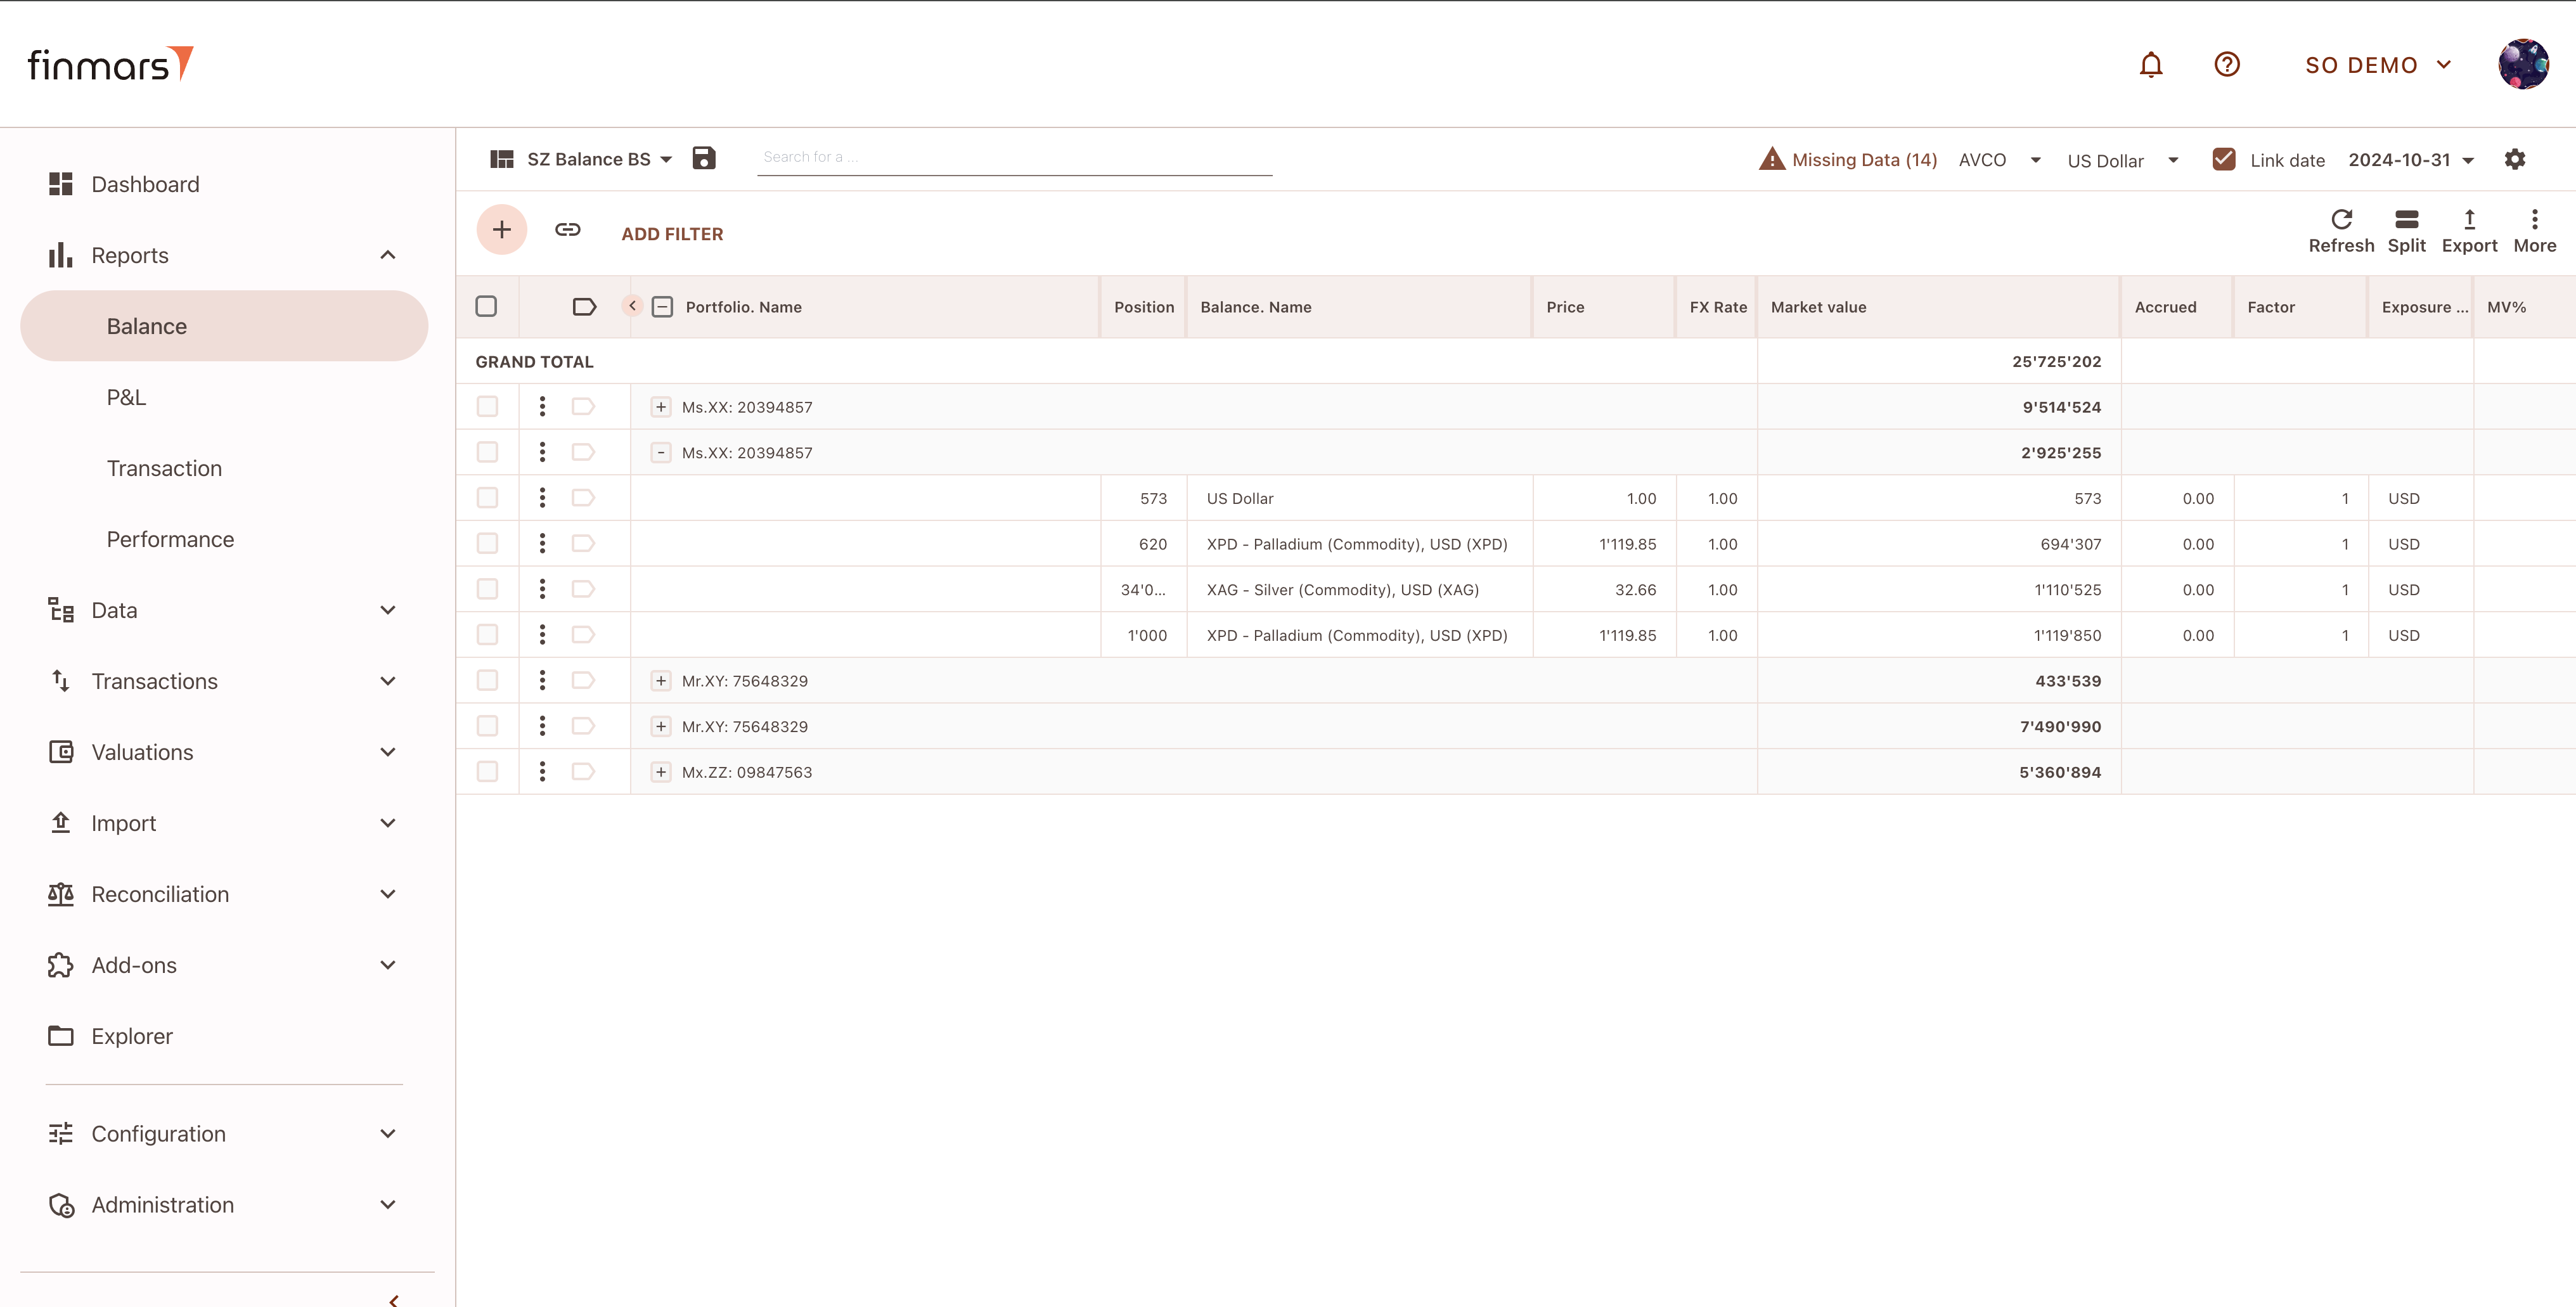 finmars
SO DEMO
Dashboard
Reports
Balance
P&L
Transaction
Performance
Data
Transactions
Valuations
Import
Reconciliation
Add-ons
Explorer
Configuration
Administration
SZ Balance BS
Search for a ...
Missing Data (14)
AVCO
US Dollar
Link date
2024-10-31
ADD FILTER
Refresh
Split
Export
More
Portfolio. Name Position Balance. Name Price FX Rate Market value Accrued Factor Exposure ... MV%
GRAND TOTAL 25'725'202
+ Ms.XX: 20394857 9'514'524
- Ms.XX: 20394857 2'925'255
573 US Dollar 1.00 1.00 573 0.00 1 USD
620 XPD - Palladium (Commodity), USD (XPD) 1'119.85 1.00 694'307 0.00 1 USD
34'0... XAG - Silver (Commodity), USD (XAG) 32.66 1.00 1'110'525 0.00 1 USD
1'000 XPD - Palladium (Commodity), USD (XPD) 1'119.85 1.00 1'119'850 0.00 1 USD
+ Mr.XY: 75648329 433'539
+ Mr.XY: 75648329 7'490'990
+ Mx.ZZ: 09847563 5'360'894